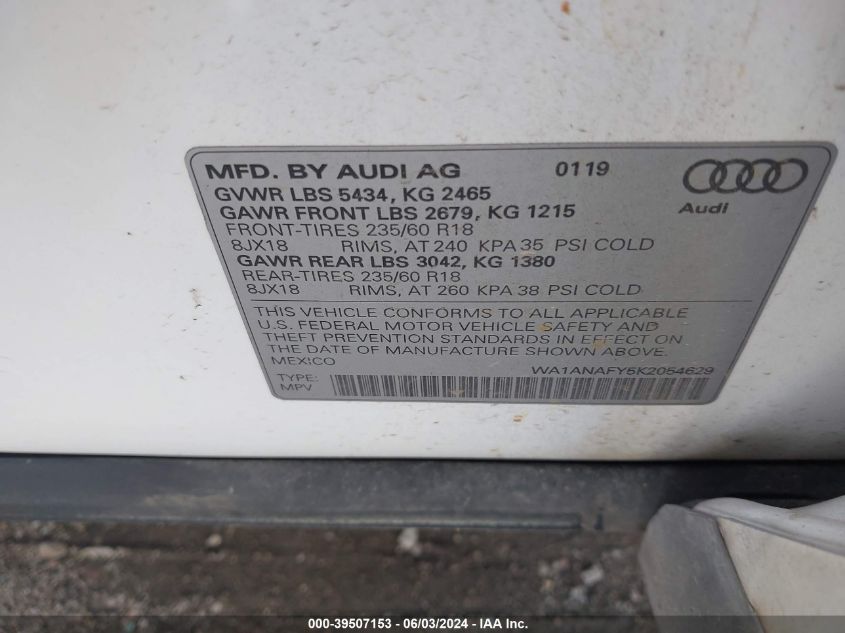 MFD. BY AUDI AG 0119
GVWR LBS 5434, KG 2465
GAWR FRONT LBS 2679, KG 1215
FRONT-TIRES 235/60 R18
8JX18 RIMS, AT 240 KPA 35 PSI COLD
GAWR REAR LBS 3042, KG 1380
REAR-TIRES 235/60 R18
8JX18 RIMS, AT 260 KPA 38 PSI COLD
Audi
THIS VEHICLE CONFORMS TO ALL APPLICABLE
U.S. FEDERAL MOTOR VEHICLE SAFETY AND
THEFT PREVENTION STANDARDS IN EFFECT ON
THE DATE OF MANUFACTURE SHOWN ABOVE.
MEXICO
WA1ANAFY5K2054629
TYPE:
MPV
000-39507153 - 06/03/2024 - IAA Inc.